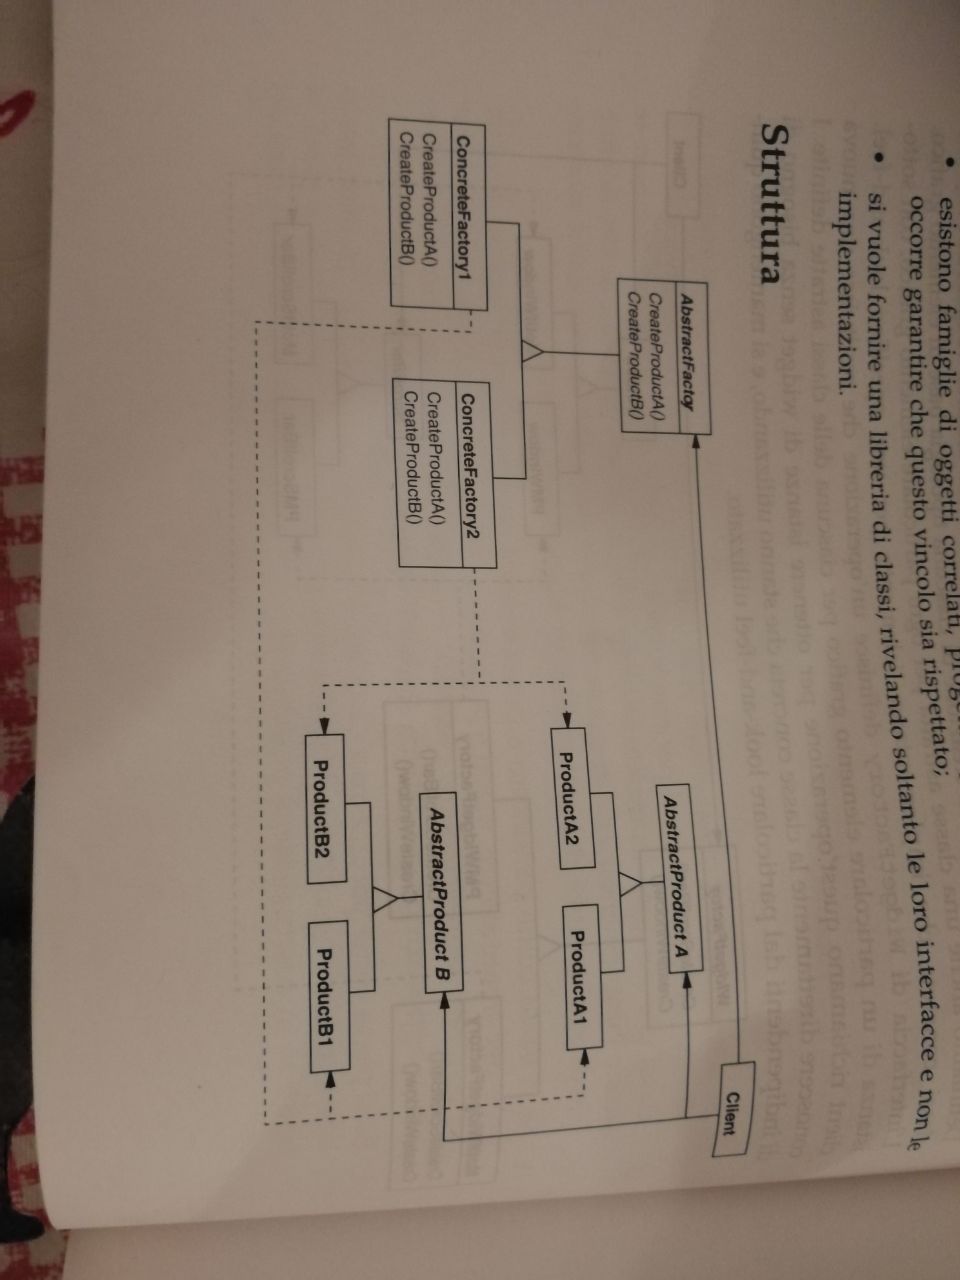 esistono famiglie di oggetti correlati,
occorre garantire che questo vincolo sia rispettato;
• si vuole fornire una libreria di classi, rivelando soltanto le loro interfacce e non le
implementazioni.
Struttura
AbstractFactoy
CreateProductA()
CreateProductB()
Client
AbstractProduct A
ConcreteFactory1
CreateProductA()
CreateProductB()
ConcreteFactory2
CreateProductA()
CreateProductB()
ProductA2
ProductA1
AbstractProduct B
ProductB2
ProductB1